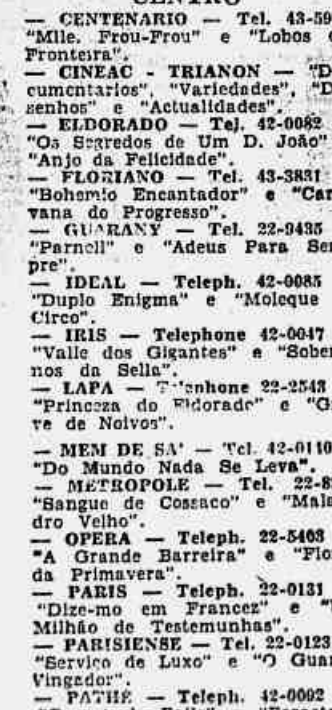 CENTRO
— CENTENARIO — Tel. 43-59
"Mlle. Frou-Frou" e "Lobos
Fronteira".
— CINEAC - TRIANON — "D
cumentarios", "Variedades", "D
senhos" e "Actualidades".
— ELDORADO — Tel. 42-0082
"Os Segredos de Um D. João"
"Anjo da Felicidade".
— FLORIANO — Tel. 43-3831
"Bohemio Encantador" e "Car
vana do Progresso".
— GUARANY — Tel. 22-9435
"Parnell" e "Adeus Para Sem
pre".
— IDEAL — Teleph. 42-0085
"Duplo Enigma" e "Moleque
Circo".
— IRIS — Telephone 42-0047
"Valle dos Gigantes" e "Sober
nos da Sella".
— LAPA — Telephone 22-2543
"Princeza do Eldorado" e "G
ve de Noivos".
— MEM DE SA' — Tel. 42-0140
"Do Mundo Nada Se Leva".
— METROPOLE — Tel. 22-8
"Sangue de Cossaco" e "Mala
dro Velho".
— OPERA — Teleph. 22-5403
"A Grande Barreira" e "Flo
da Primavera".
— PARIS — Teleph. 22-0131
"Dize-mo em Francez" e "
Milhão de Testemunhas".
— PARISIENSE — Tel. 22-0123
"Serviço de Luxo" e "O Guar
Vingador".
— PATHÉ — Teleph. 42-0092